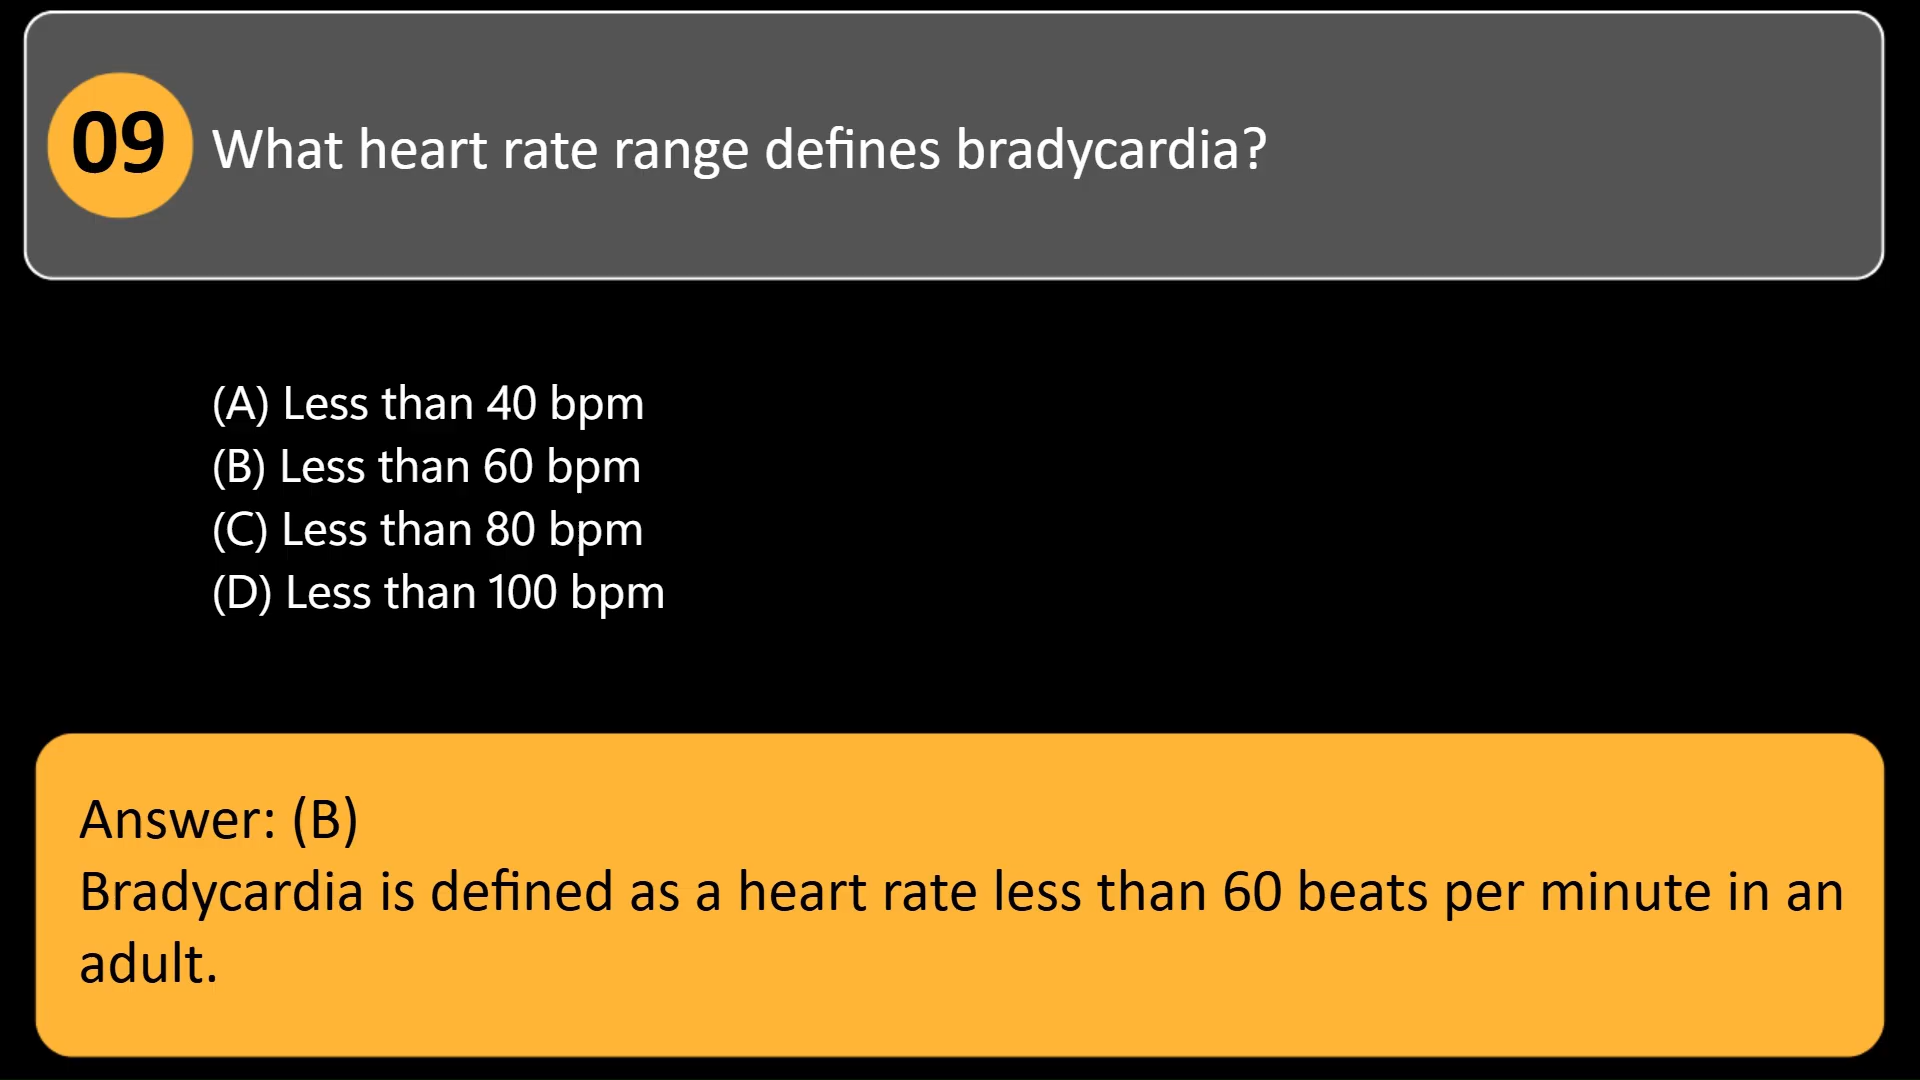 09 What heart rate range defines bradycardia?
(A) Less than 40 bpm
(B) Less than 60 bpm
(C) Less than 80 bpm
(D) Less than 100 bpm
Answer: (B)
Bradycardia is defined as a heart rate less than 60 beats per minute in an
adult.